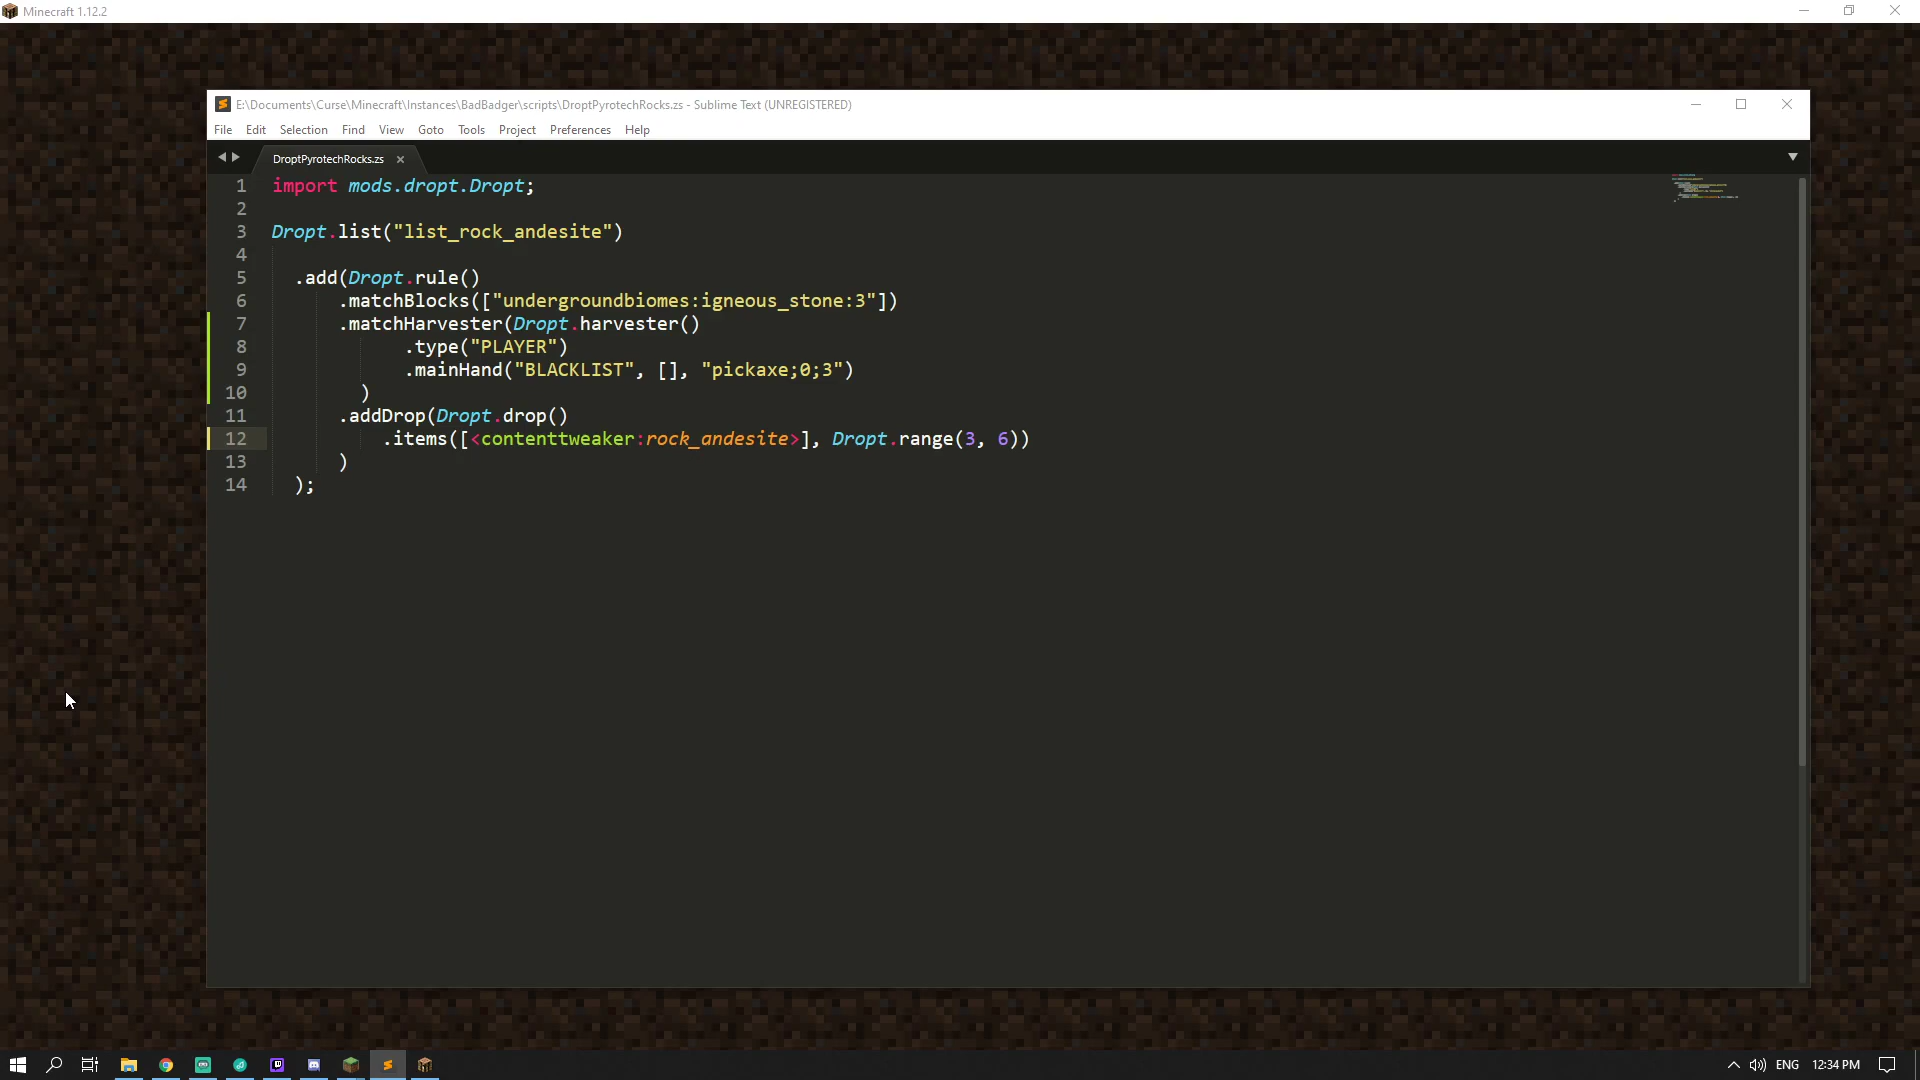 Minecraft 1.12.2
E:\Documents\Curse\Minecraft\Instances\BadBadger\scripts\DroptPyrotechRocks.zs - Sublime Text (UNREGISTERED)
File Edit Selection Find View Goto Tools Project Preferences Help
DroptPyrotechRocks.zs
1 import mods.dropt.Dropt;
2
3 Dropt.list("list_rock_andesite")
4
5 .add(Dropt.rule()
6 .matchBlocks(["undergroundbiomes:igneous_stone:3"])
7 .matchHarvester(Dropt.harvester()
8 .type("PLAYER")
9 .mainHand("BLACKLIST", [], "pickaxe;0;3")
10 )
11 .addDrop(Dropt.drop()
12 .items([<contenttweaker:rock_andesite>], Dropt.range(3, 6))
13 )
14 );
ENG 12:34 PM